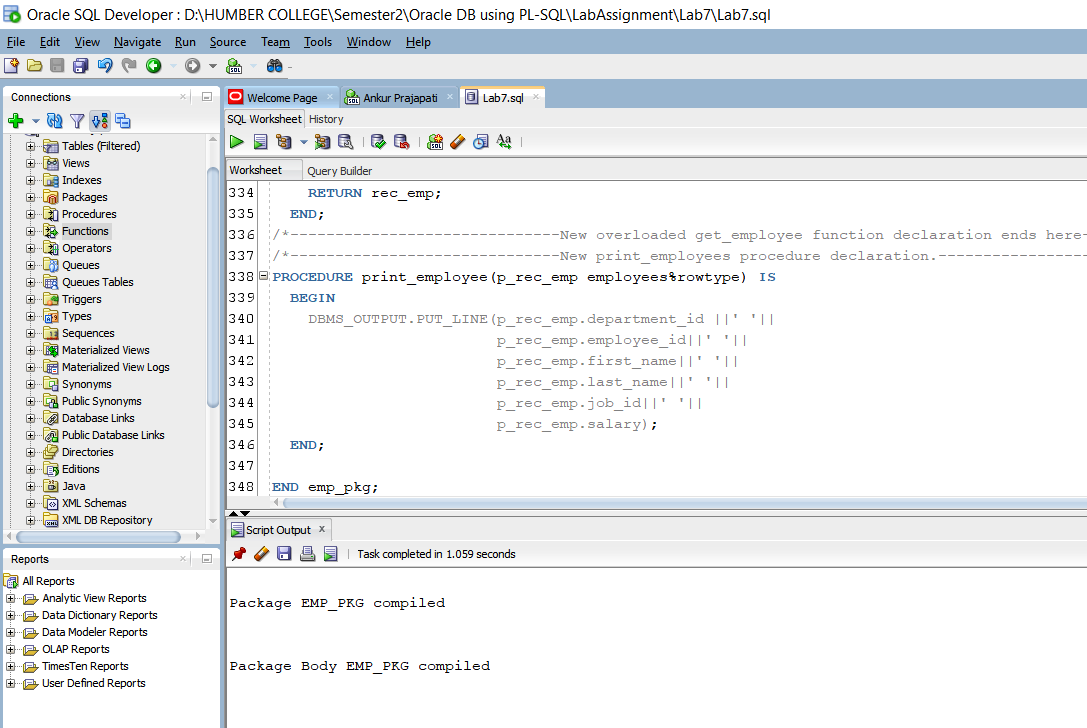 Oracle SQL Developer : D:\HUMBER COLLEGE\Semester2\Oracle DB using PL-SQL\LabAssignment\Lab7\Lab7.sql
File Edit View Navigate Run Source Team Tools Window Help
Connections
Tables (Filtered)
Views
Indexes
Packages
Procedures
Functions
Operators
Queues
Queues Tables
Triggers
Types
Sequences
Materialized Views
Materialized View Logs
Synonyms
Public Synonyms
Database Links
Public Database Links
Directories
Editions
Java
XML Schemas
XML DB Repository
Reports
All Reports
Analytic View Reports
Data Dictionary Reports
Data Modeler Reports
OLAP Reports
TimesTen Reports
User Defined Reports
Welcome Page Ankur Prajapati Lab7.sql
SQL Worksheet History
Worksheet Query Builder
334 RETURN rec_emp;
335 END;
336 /*------------------------------New overloaded get_employee function declaration ends here-
337 /*------------------------------New print_employees procedure declaration.-----------------
338 PROCEDURE print_employee(p_rec_emp employees%rowtype) IS
339 BEGIN
340 DBMS_OUTPUT.PUT_LINE(p_rec_emp.department_id ||' '||
341 p_rec_emp.employee_id||' '||
342 p_rec_emp.first_name||' '||
343 p_rec_emp.last_name||' '||
344 p_rec_emp.job_id||' '||
345 p_rec_emp.salary);
346 END;
347
348 END emp_pkg;
Script Output
Task completed in 1.059 seconds
Package EMP_PKG compiled
Package Body EMP_PKG compiled